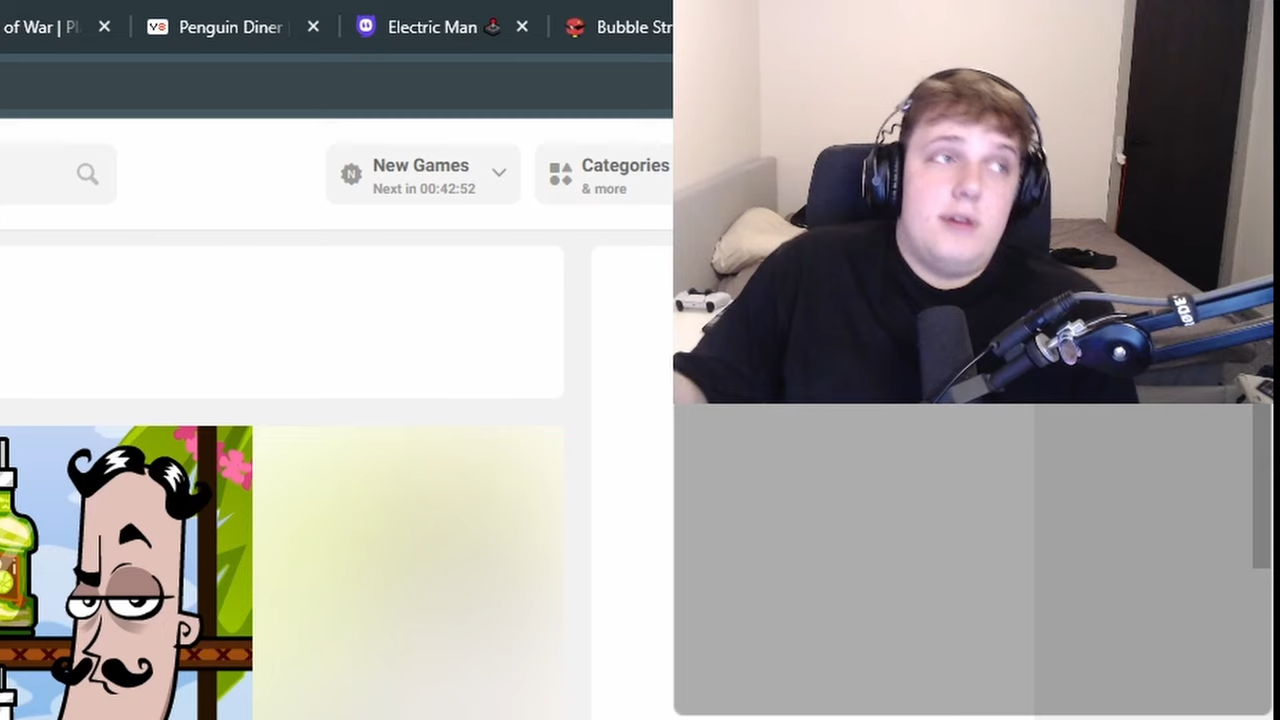 of War | Pl
Penguin Diner
Electric Man
Bubble Str
New Games
Next in 00:42:52
Categories
& more
RØDE